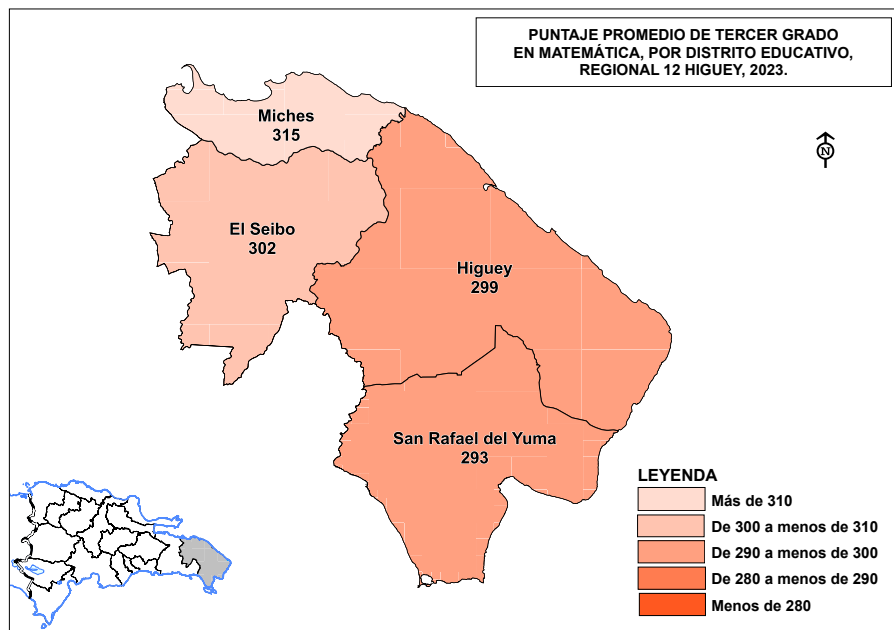 PUNTAJE PROMEDIO DE TERCER GRADO
EN MATEMÁTICA, POR DISTRITO EDUCATIVO,
REGIONAL 12 HIGUEY, 2023.
Miches
315
N
El Seibo
302
Higuey
299
San Rafael del Yuma
293
LEYENDA
Más de 310
De 300 a menos de 310
De 290 a menos de 300
De 280 a menos de 290
Menos de 280